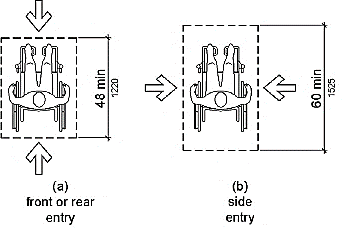 48 min
1220
60 min
1525
(a)
front or rear
entry
(b)
side
entry